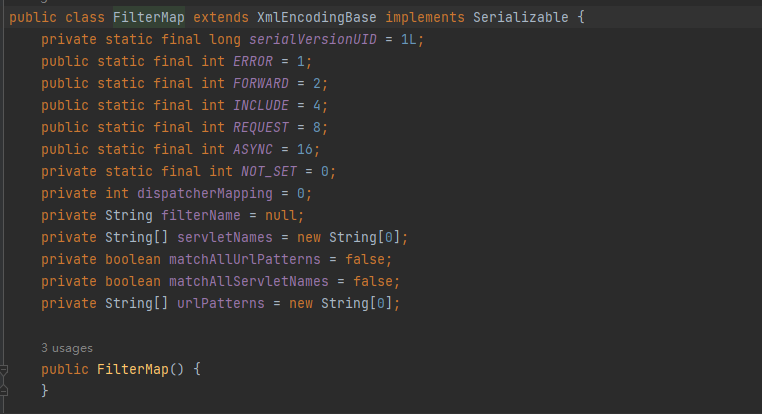 public class FilterMap extends XmlEncodingBase implements Serializable {
    private static final long serialVersionUID = 1L;
    public static final int ERROR = 1;
    public static final int FORWARD = 2;
    public static final int INCLUDE = 4;
    public static final int REQUEST = 8;
    public static final int ASYNC = 16;
    private static final int NOT_SET = 0;
    private int dispatcherMapping = 0;
    private String filterName = null;
    private String[] servletNames = new String[0];
    private boolean matchAllUrlPatterns = false;
    private boolean matchAllServletNames = false;
    private String[] urlPatterns = new String[0];
    3 usages
    public FilterMap() {
    }